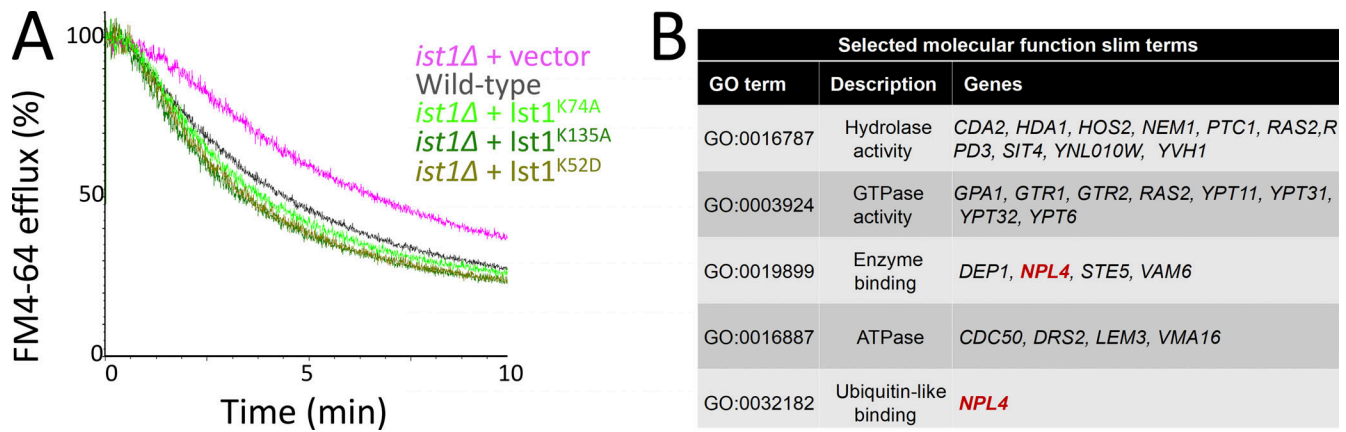 A
100
50
0
0
5
10
FM4-64 efflux (%)
Time (min)
ist1Δ + vector
Wild-type
ist1Δ + Ist1K74A
ist1Δ + Ist1K135A
ist1Δ + Ist1K52D
B
Selected molecular function slim terms
GO term Description Genes
GO:0016787 Hydrolase activity CDA2, HDA1, HOS2, NEM1, PTC1, RAS2,R
PD3, SIT4, YNL010W, YVH1
GO:0003924 GTPase activity GPA1, GTR1, GTR2, RAS2, YPT11, YPT31,
YPT32, YPT6
GO:0019899 Enzyme binding DEP1, NPL4, STE5, VAM6
GO:0016887 ATPase CDC50, DRS2, LEM3, VMA16
GO:0032182 Ubiquitin-like binding NPL4